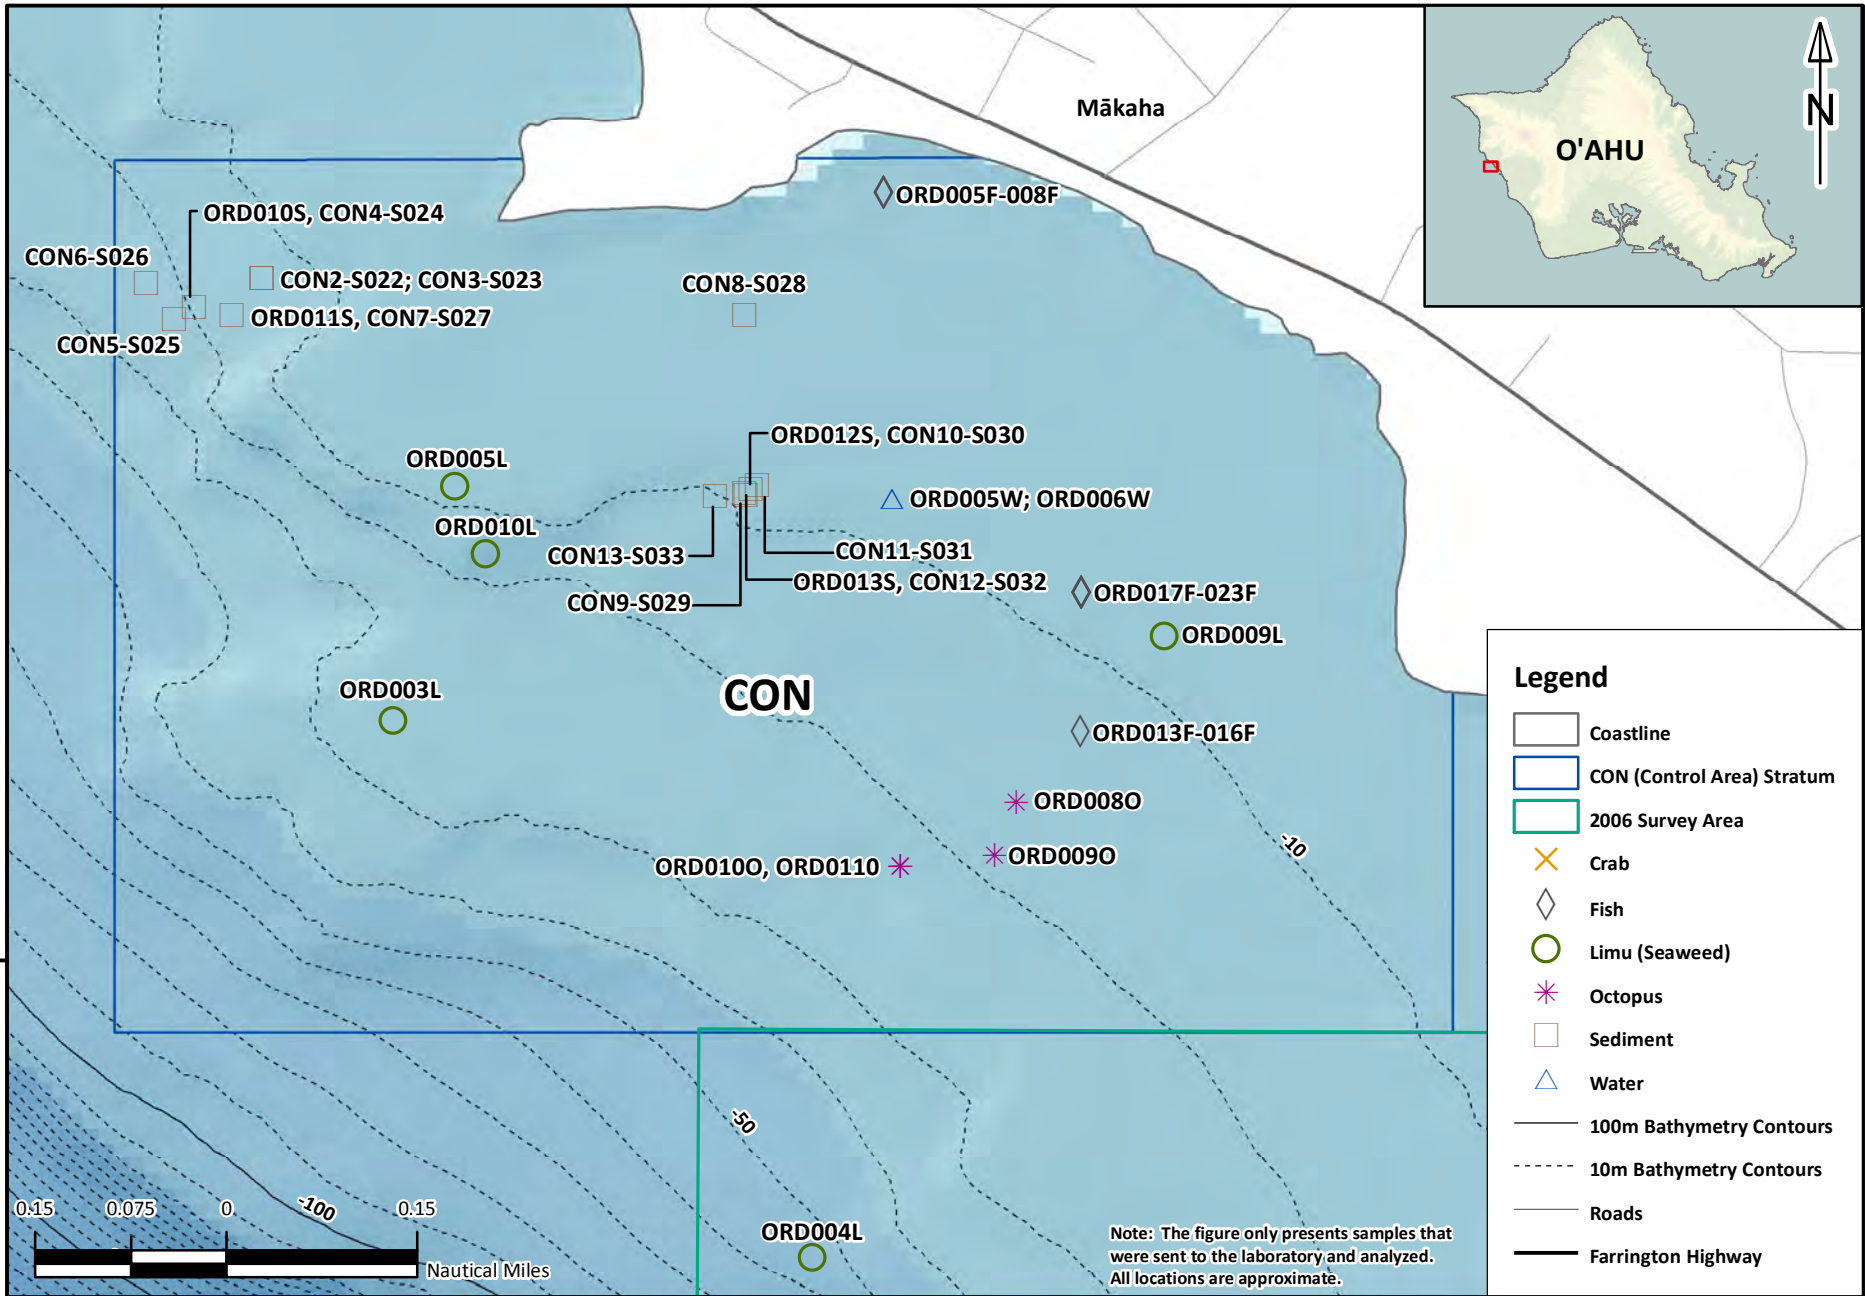 Mākaha
N
O'AHU
ORD005F-008F
ORD010S, CON4-S024
CON6-S026
CON2-S022; CON3-S023
CON8-S028
ORD011S, CON7-S027
CON5-S025
ORD012S, CON10-S030
ORD005L
ORD005W; ORD006W
ORD010L
CON13-S033
CON11-S031
ORD013S, CON12-S032
CON9-S029
ORD017F-023F
ORD009L
ORD003L
CON
ORD013F-016F
ORD008O
-10
ORD009O
ORD010O, ORD0110
-50
-100
ORD004L
0.15 0.075 0 0.15
Nautical Miles
Note: The figure only presents samples that
were sent to the laboratory and analyzed.
All locations are approximate.
Legend
Coastline
CON (Control Area) Stratum
2006 Survey Area
Crab
Fish
Limu (Seaweed)
Octopus
Sediment
Water
100m Bathymetry Contours
10m Bathymetry Contours
Roads
Farrington Highway